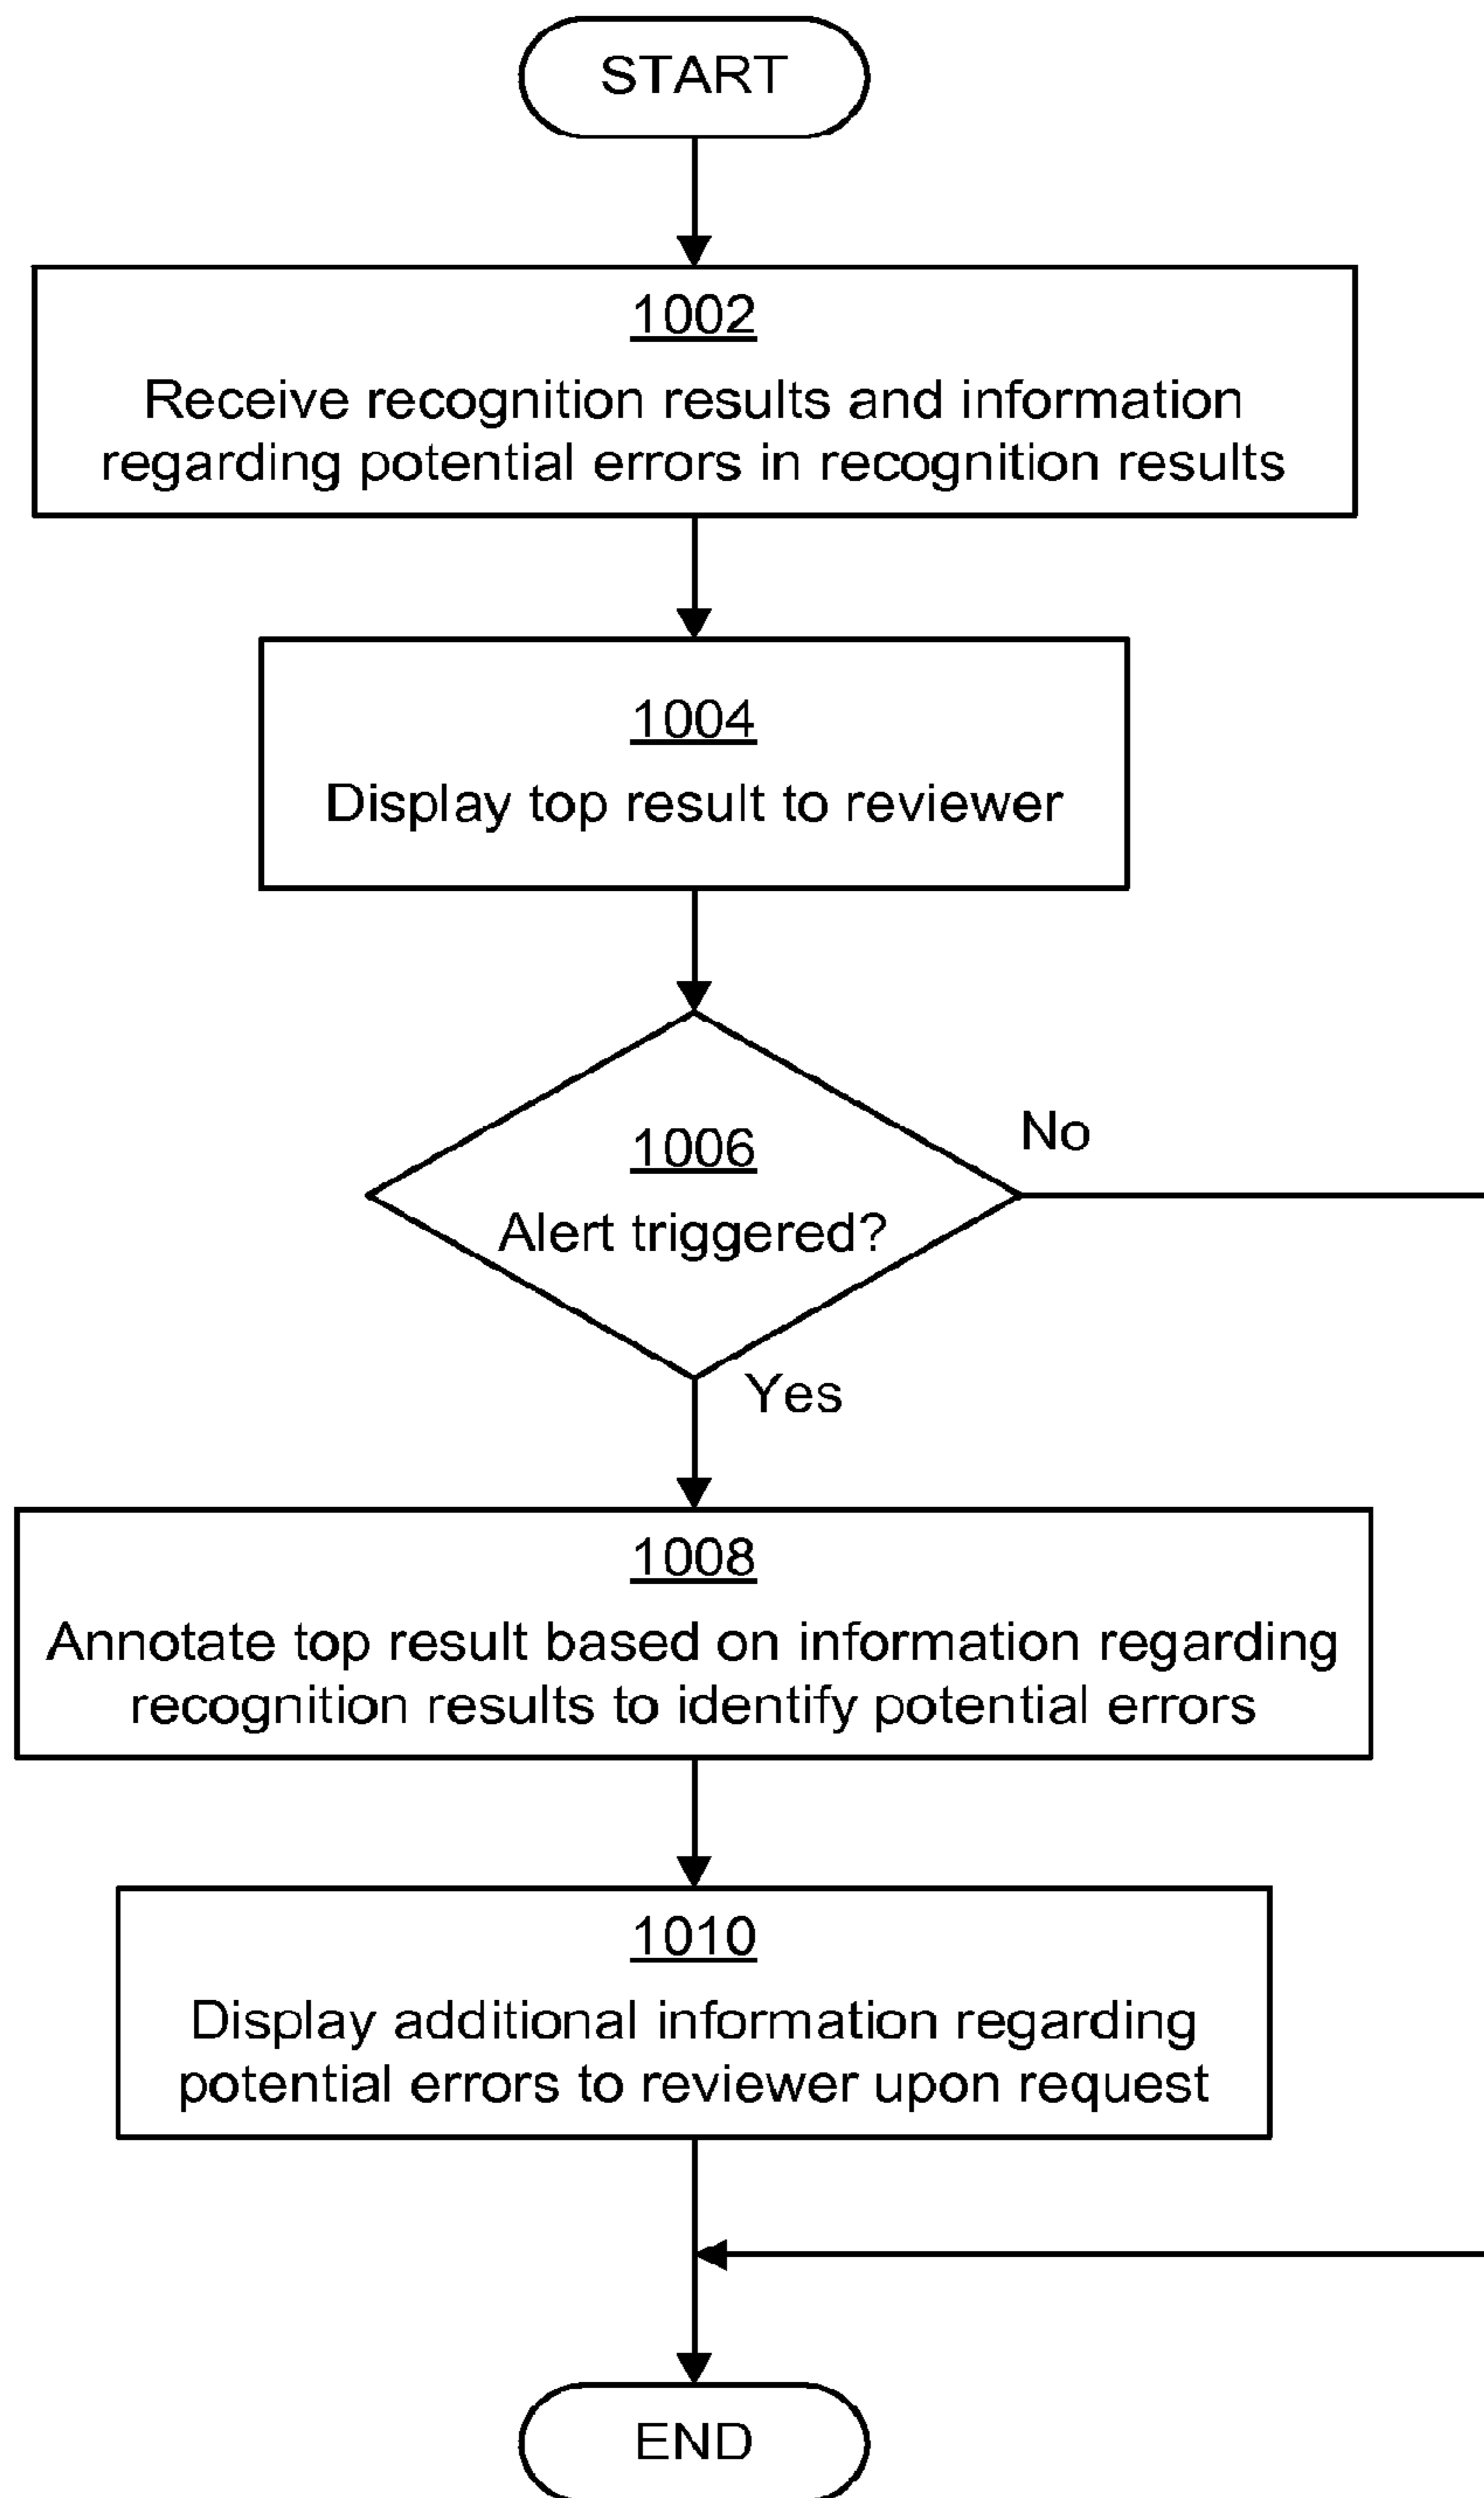 START
1002
Receive recognition results and information
regarding potential errors in recognition results
1004
Display top result to reviewer
1006
Alert triggered?
No
Yes
1008
Annotate top result based on information regarding
recognition results to identify potential errors
1010
Display additional information regarding
potential errors to reviewer upon request
END